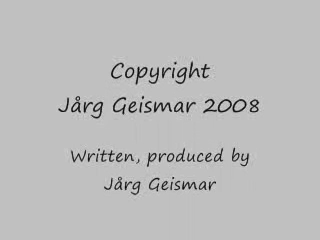 Copyright
Jårg Geismar 2008
Written, produced by
Jårg Geismar